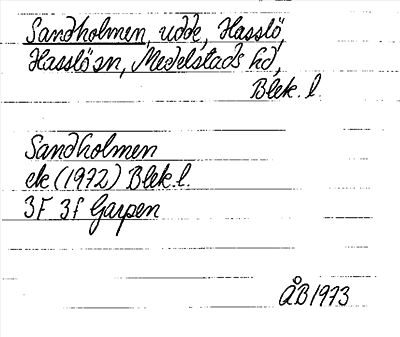 Sandholmen, udde, Hasslö,
Hasslö sn, Medelstads hd,
Blek. l.
Sandholmen
ek (1972) Blek. l.
3F 3f Garpen
ÅB 1973